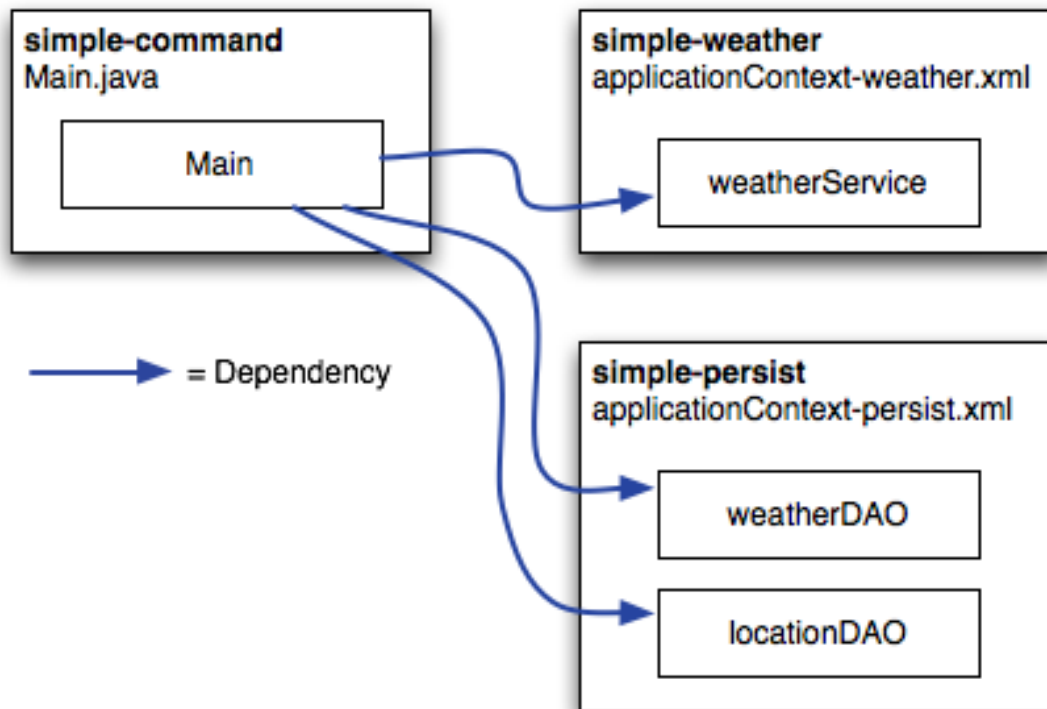 simple-command
Main.java
Main
simple-weather
applicationContext-weather.xml
weatherService
= Dependency
simple-persist
applicationContext-persist.xml
weatherDAO
locationDAO